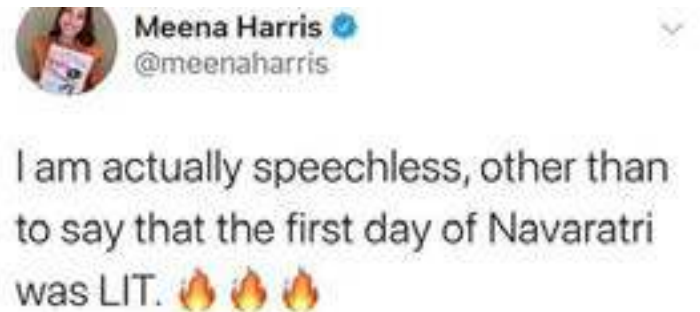 Meena Harris
@meenaharris
I am actually speechless, other than
to say that the first day of Navaratri
was LIT. 🔥🔥🔥